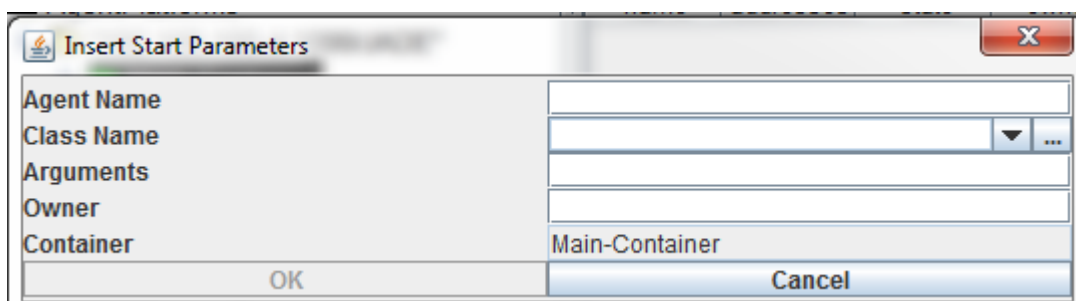 Insert Start Parameters
Agent Name
Class Name
...
Arguments
Owner
Container Main-Container
OK Cancel